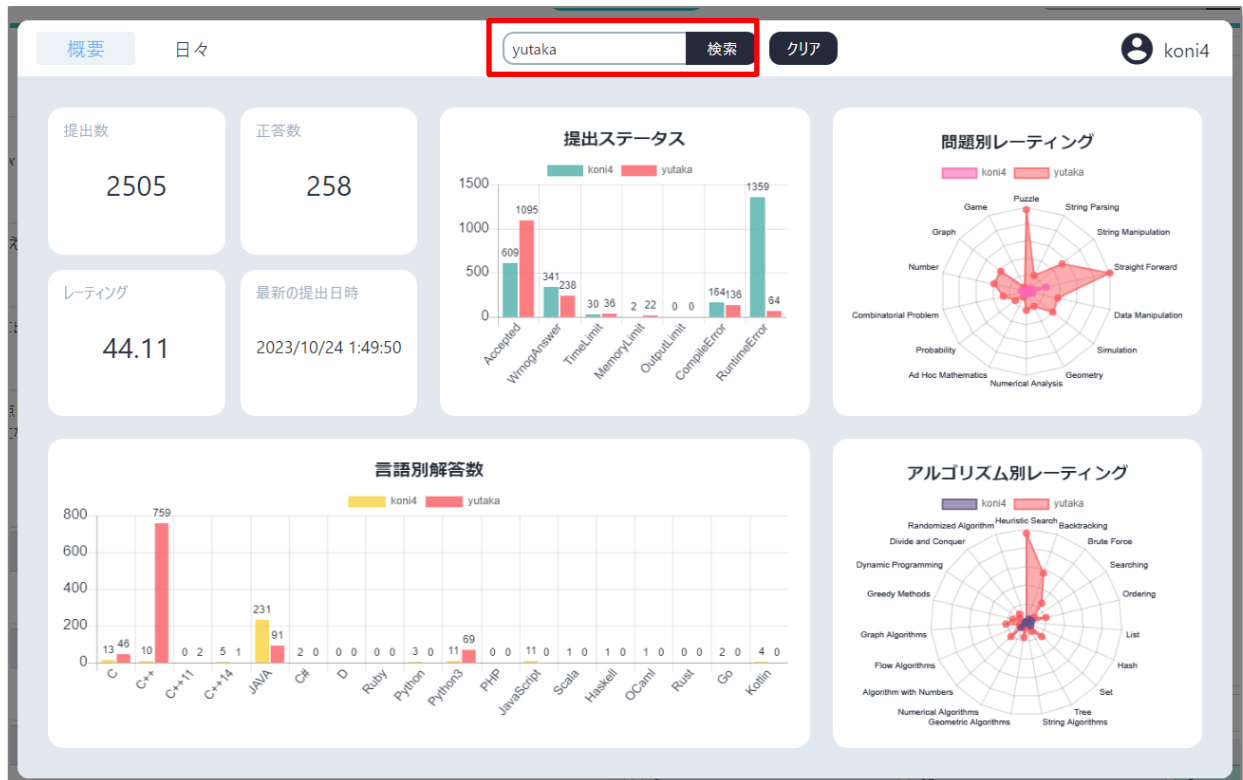 概要
日々
yutaka
検索
クリア
koni4
提出数
2505
正答数
258
レーティング
44.11
最新の提出日時
2023/10/24 1:49:50
提出ステータス
koni4 yutaka
1500
1000
500
0
609 1095
341 238
30 36
2 22
0 0
164 136
1359 64
Accepted
WrnogAnswer
TimeLimit
MemoryLimit
OutputLimit
CompileError
RuntimeError
問題別レーティング
koni4 yutaka
Puzzle
String Parsing
String Manipulation
Straight Forward
Data Manipulation
Simulation
Geometry
Numerical Analysis
Ad Hoc Mathematics
Probability
Combinatorial Problem
Number
Graph
Game
言語別解答数
koni4 yutaka
800
600
400
200
0
13 46
10 759
0 2
5 1
231 91
2 0
0 0
0 0
3 0
11 69
0 0
11 0
1 0
1 0
1 0
0 0
2 0
4 0
C
C++
C++11
C++14
JAVA
C#
D
Ruby
Python
Python3
PHP
JavaScript
Scala
Haskell
OCaml
Rust
Go
Kotlin
アルゴリズム別レーティング
koni4 yutaka
Heuristic Search
Backtracking
Brute Force
Searching
Ordering
List
Hash
Set
Tree
String Algorithms
Geometric Algorithms
Numerical Algorithms
Algorithm with Numbers
Flow Algorithms
Graph Algorithms
Greedy Methods
Dynamic Programming
Divide and Conquer
Randomized Algorithm